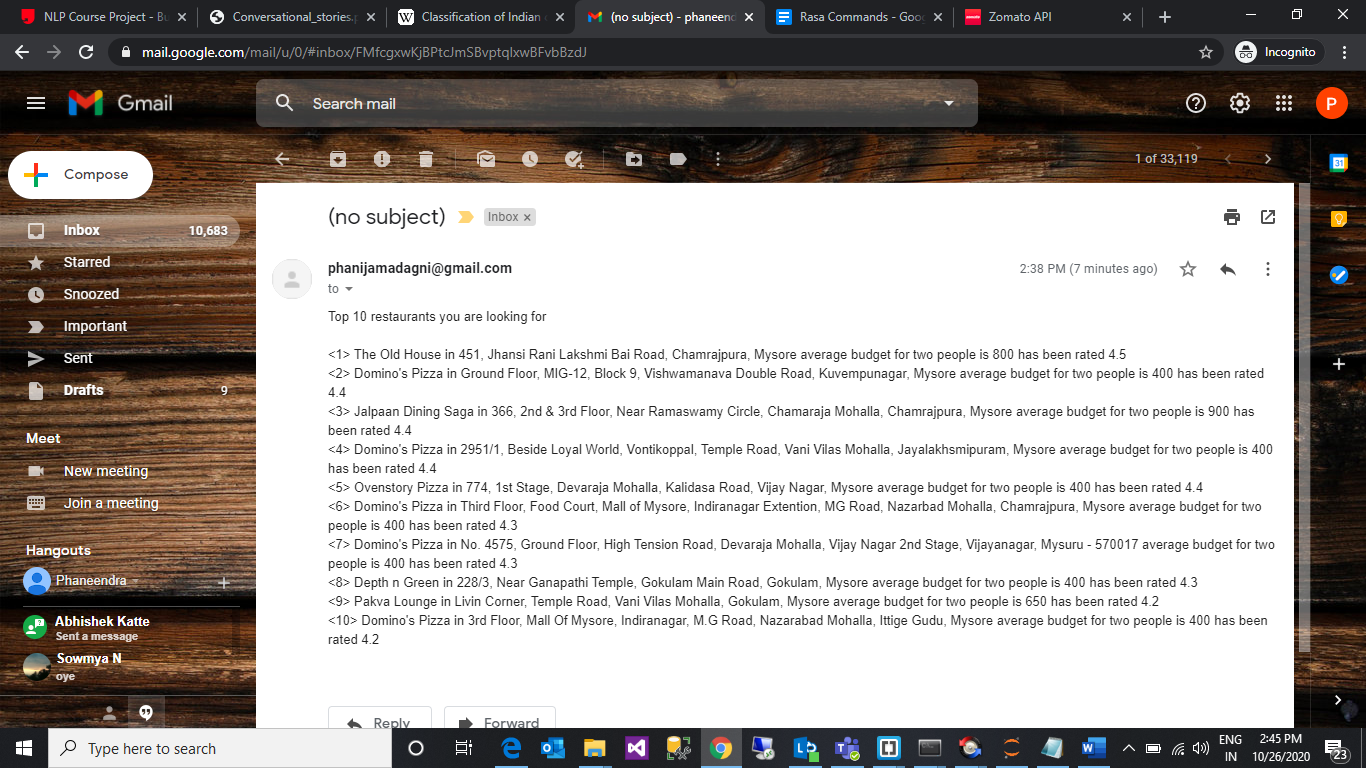 NLP Course Project - Bu
Conversational_stories.
Classification of Indian
(no subject) - phaneend
Rasa Commands - Goo
Zomato API
mail.google.com/mail/u/0/#inbox/FMfcgxwKjBPtcJmSBvptqlxwBFvbBzdJ
Incognito
Gmail
Search mail
P
Compose
1 of 33,119
31
(no subject)
Inbox ×
Inbox 10,683
Starred
Snoozed
Important
Sent
Drafts 9
Meet
New meeting
Join a meeting
Hangouts
Phaneendra
Abhishek Katte
Sent a message
Sowmya N
oye
phanijamadagni@gmail.com
2:38 PM (7 minutes ago)
to
Top 10 restaurants you are looking for
<1> The Old House in 451, Jhansi Rani Lakshmi Bai Road, Chamrajpura, Mysore average budget for two people is 800 has been rated 4.5
<2> Domino's Pizza in Ground Floor, MIG-12, Block 9, Vishwamanava Double Road, Kuvempunagar, Mysore average budget for two people is 400 has been rated
4.4
<3> Jalpaan Dining Saga in 366, 2nd & 3rd Floor, Near Ramaswamy Circle, Chamaraja Mohalla, Chamrajpura, Mysore average budget for two people is 900 has
been rated 4.4
<4> Domino's Pizza in 2951/1, Beside Loyal World, Vontikoppal, Temple Road, Vani Vilas Mohalla, Jayalakhsmipuram, Mysore average budget for two people is 400
has been rated 4.4
<5> Ovenstory Pizza in 774, 1st Stage, Devaraja Mohalla, Kalidasa Road, Vijay Nagar, Mysore average budget for two people is 400 has been rated 4.4
<6> Domino's Pizza in Third Floor, Food Court, Mall of Mysore, Indiranagar Extention, MG Road, Nazarbad Mohalla, Chamrajpura, Mysore average budget for two
people is 400 has been rated 4.3
<7> Domino's Pizza in No. 4575, Ground Floor, High Tension Road, Devaraja Mohalla, Vijay Nagar 2nd Stage, Vijayanagar, Mysuru - 570017 average budget for two
people is 400 has been rated 4.3
<8> Depth n Green in 228/3, Near Ganapathi Temple, Gokulam Main Road, Gokulam, Mysore average budget for two people is 400 has been rated 4.3
<9> Pakva Lounge in Livin Corner, Temple Road, Vani Vilas Mohalla, Gokulam, Mysore average budget for two people is 650 has been rated 4.2
<10> Domino's Pizza in 3rd Floor, Mall Of Mysore, Indiranagar, M.G Road, Nazarabad Mohalla, Ittige Gudu, Mysore average budget for two people is 400 has been
rated 4.2
Reply
Forward
Type here to search
ENG
IN
2:45 PM
10/26/2020
23